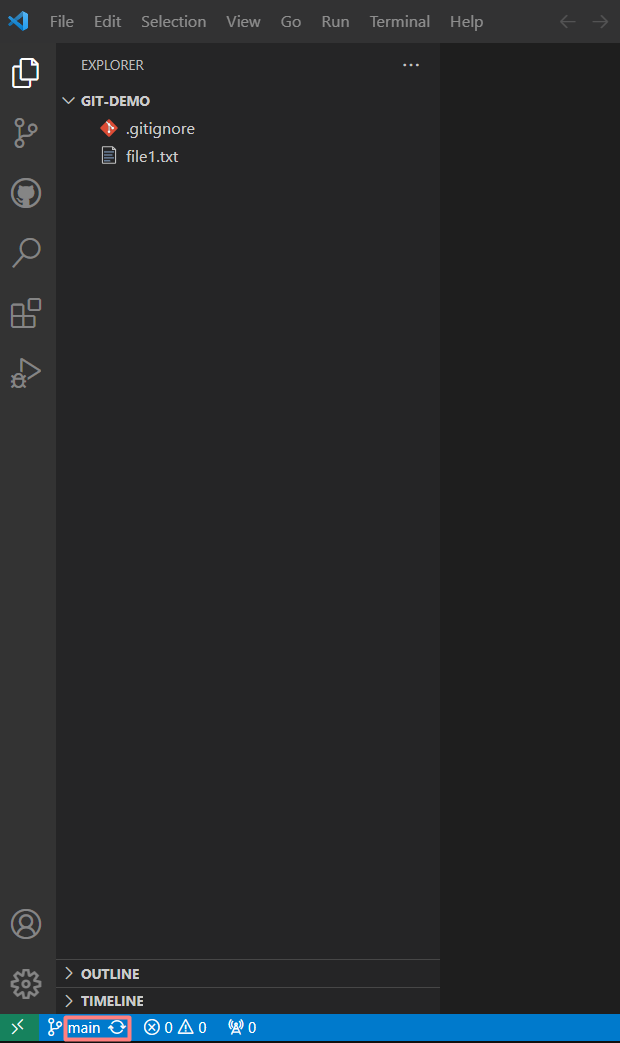 File Edit Selection View Go Run Terminal Help
EXPLORER
GIT-DEMO
.gitignore
file1.txt
OUTLINE
TIMELINE
main 0 0 0